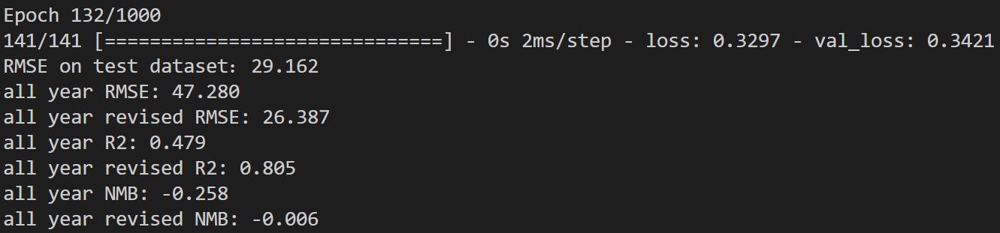 Epoch 132/1000
141/141 [==============================] - 0s 2ms/step - loss: 0.3297 - val_loss: 0.3421
RMSE on test dataset：29.162
all year RMSE: 47.280
all year revised RMSE: 26.387
all year R2: 0.479
all year revised R2: 0.805
all year NMB: -0.258
all year revised NMB: -0.006